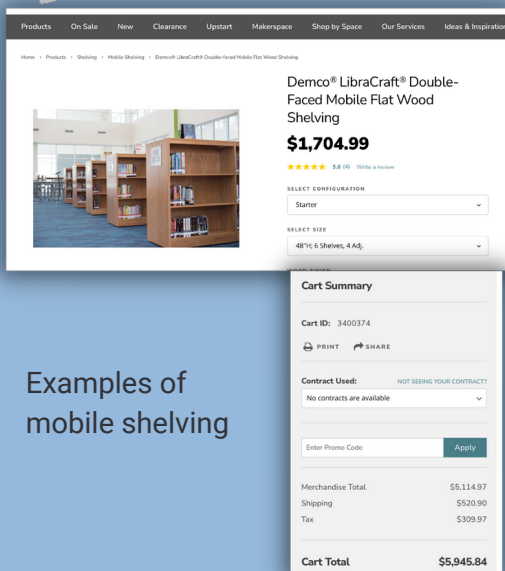 Products On Sale New Clearance Upstart Makerspace Shop by Space Our Services Ideas & Inspiration
Home › Products › Shelving › Mobile Shelving › Demco® LibraCraft® Double-Faced Mobile Flat Wood Shelving
Demco® LibraCraft® Double-
Faced Mobile Flat Wood
Shelving
$1,704.99
5.0 (4) Write a review
SELECT CONFIGURATION
Starter
SELECT SIZE
48"H; 6 Shelves, 4 Adj.
Cart Summary
Cart ID: 3400374
PRINT SHARE
Contract Used: NOT SEEING YOUR CONTRACT?
No contracts are available
Enter Promo Code Apply
Merchandise Total $5,114.97
Shipping $520.90
Tax $309.97
Cart Total $5,945.84
Examples of
mobile shelving